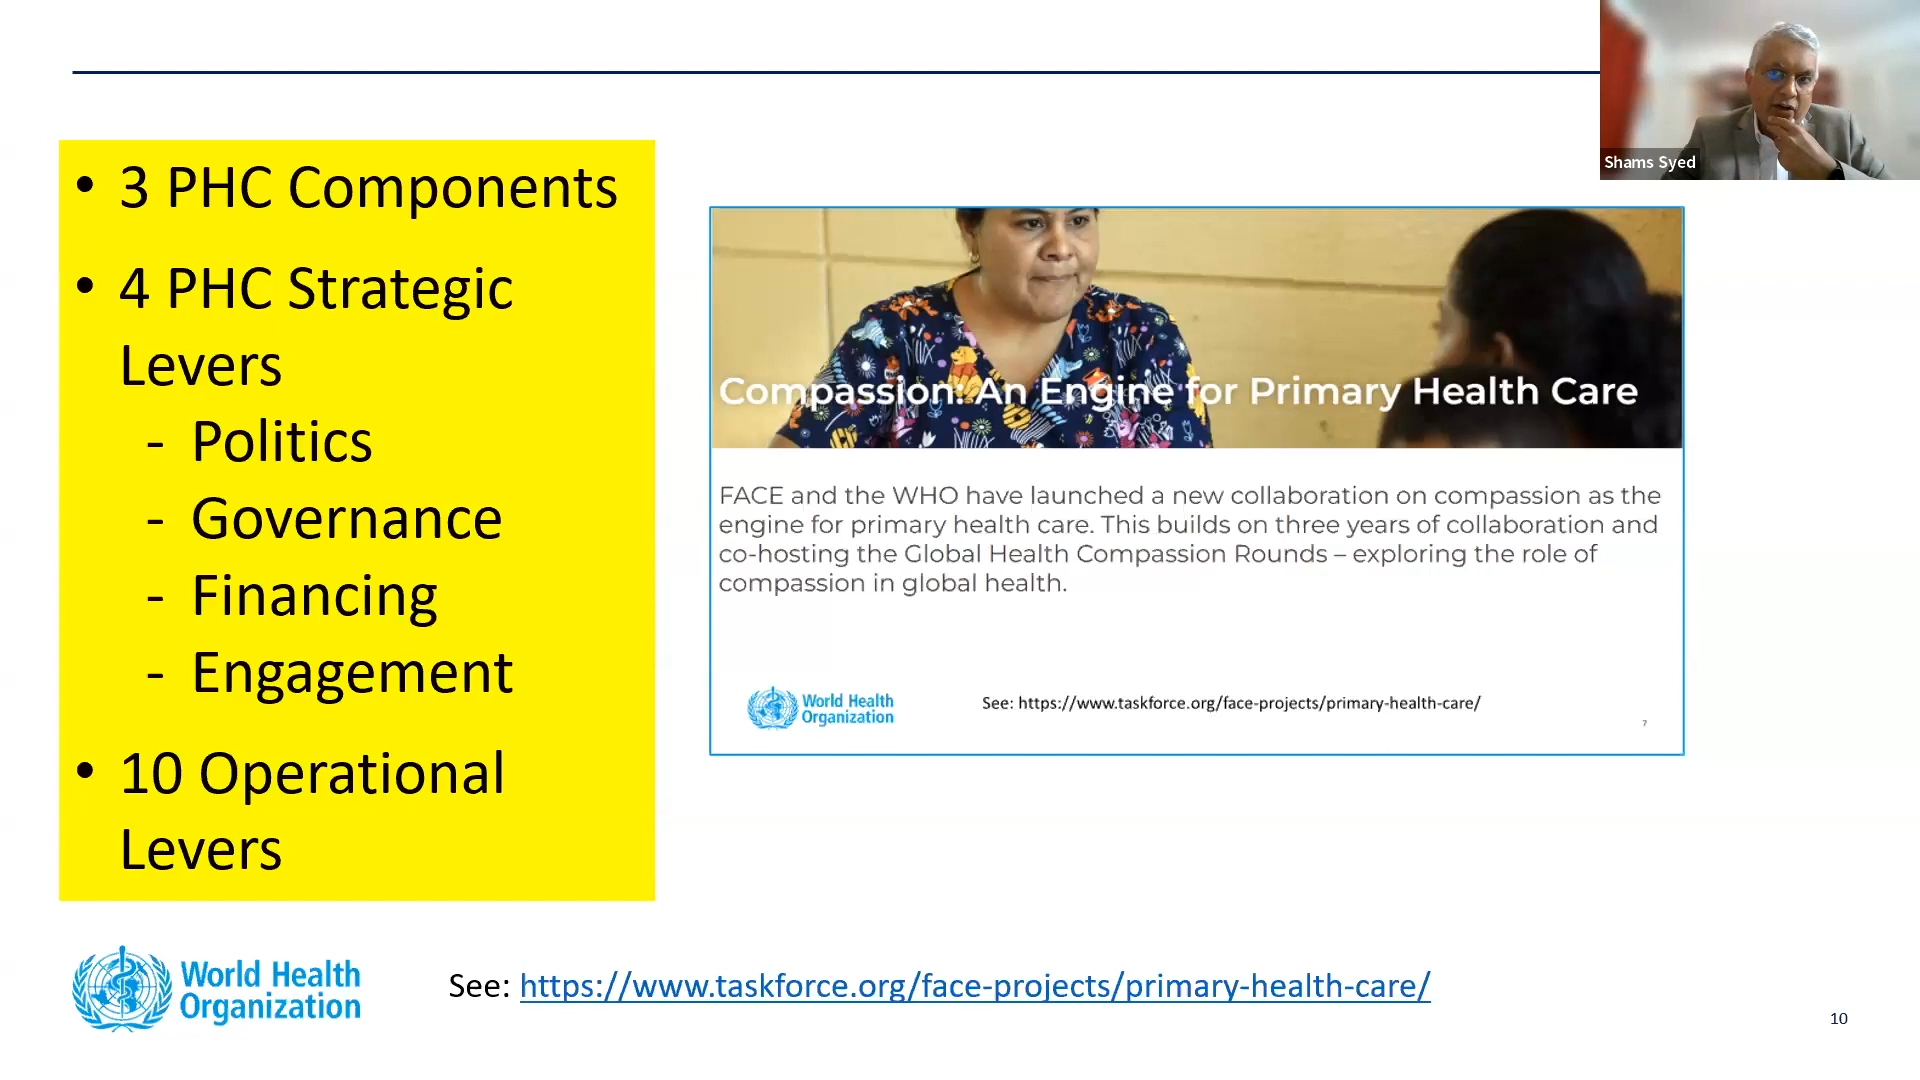 Shams Syed
• 3 PHC Components
• 4 PHC Strategic
Levers
- Politics
- Governance
- Financing
- Engagement
• 10 Operational
Levers
Compassion: An Engine for Primary Health Care
FACE and the WHO have launched a new collaboration on compassion as the
engine for primary health care. This builds on three years of collaboration and
co-hosting the Global Health Compassion Rounds – exploring the role of
compassion in global health.
World Health
Organization
See: https://www.taskforce.org/face-projects/primary-health-care/
7
World Health
Organization
See: https://www.taskforce.org/face-projects/primary-health-care/
10